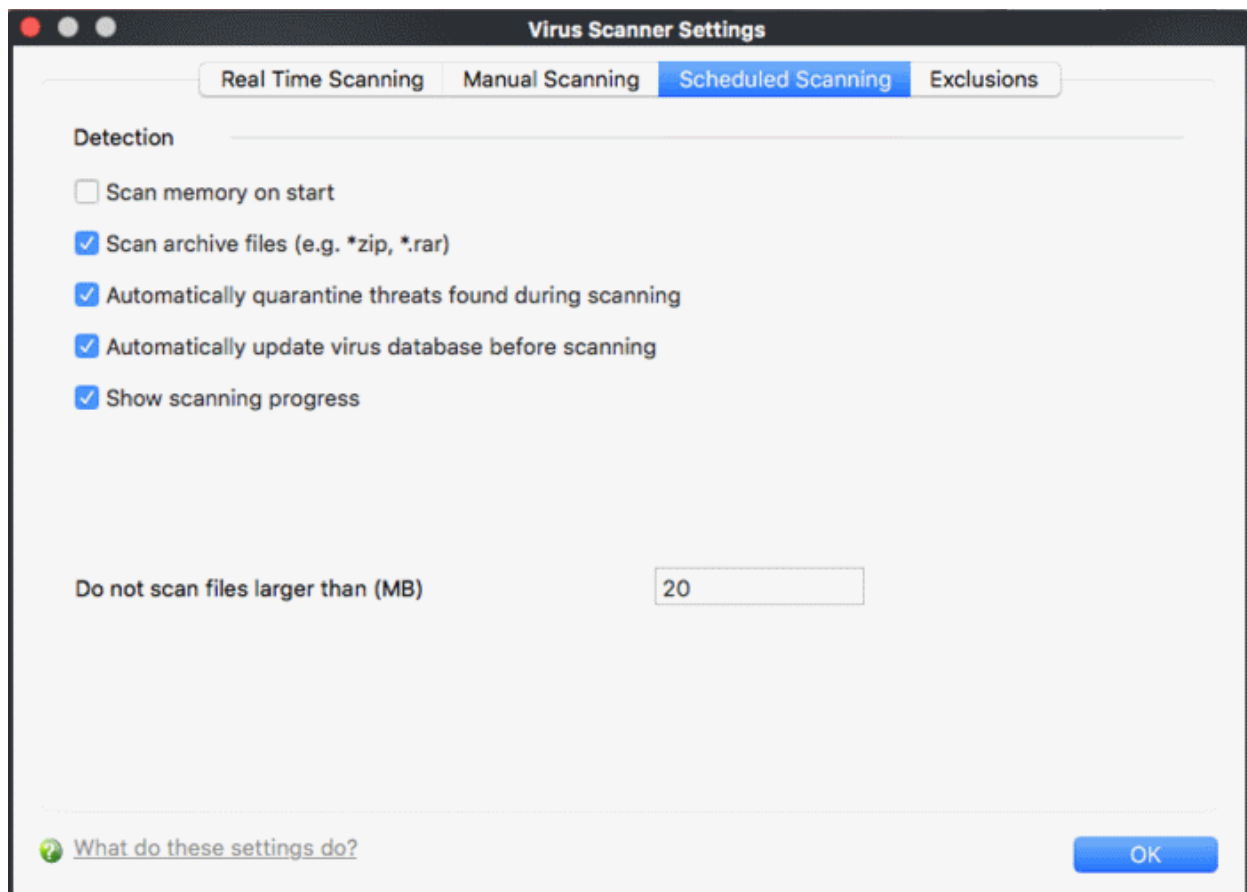 Virus Scanner Settings
Real Time Scanning Manual Scanning Scheduled Scanning Exclusions
Detection
Scan memory on start
Scan archive files (e.g. *zip, *.rar)
Automatically quarantine threats found during scanning
Automatically update virus database before scanning
Show scanning progress
Do not scan files larger than (MB) 20
What do these settings do?
OK